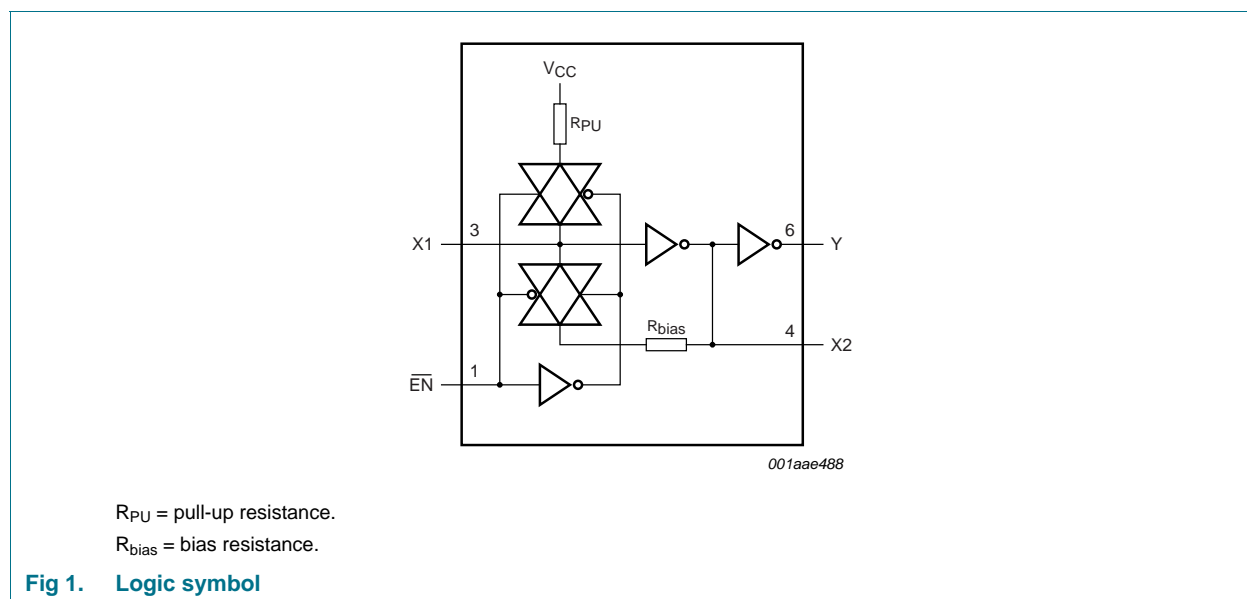 VCC
RPU
X1
3
6
Y
Rbias
4
X2
EN
1
001aae488
RPU = pull-up resistance.
Rbias = bias resistance.
Fig 1. Logic symbol